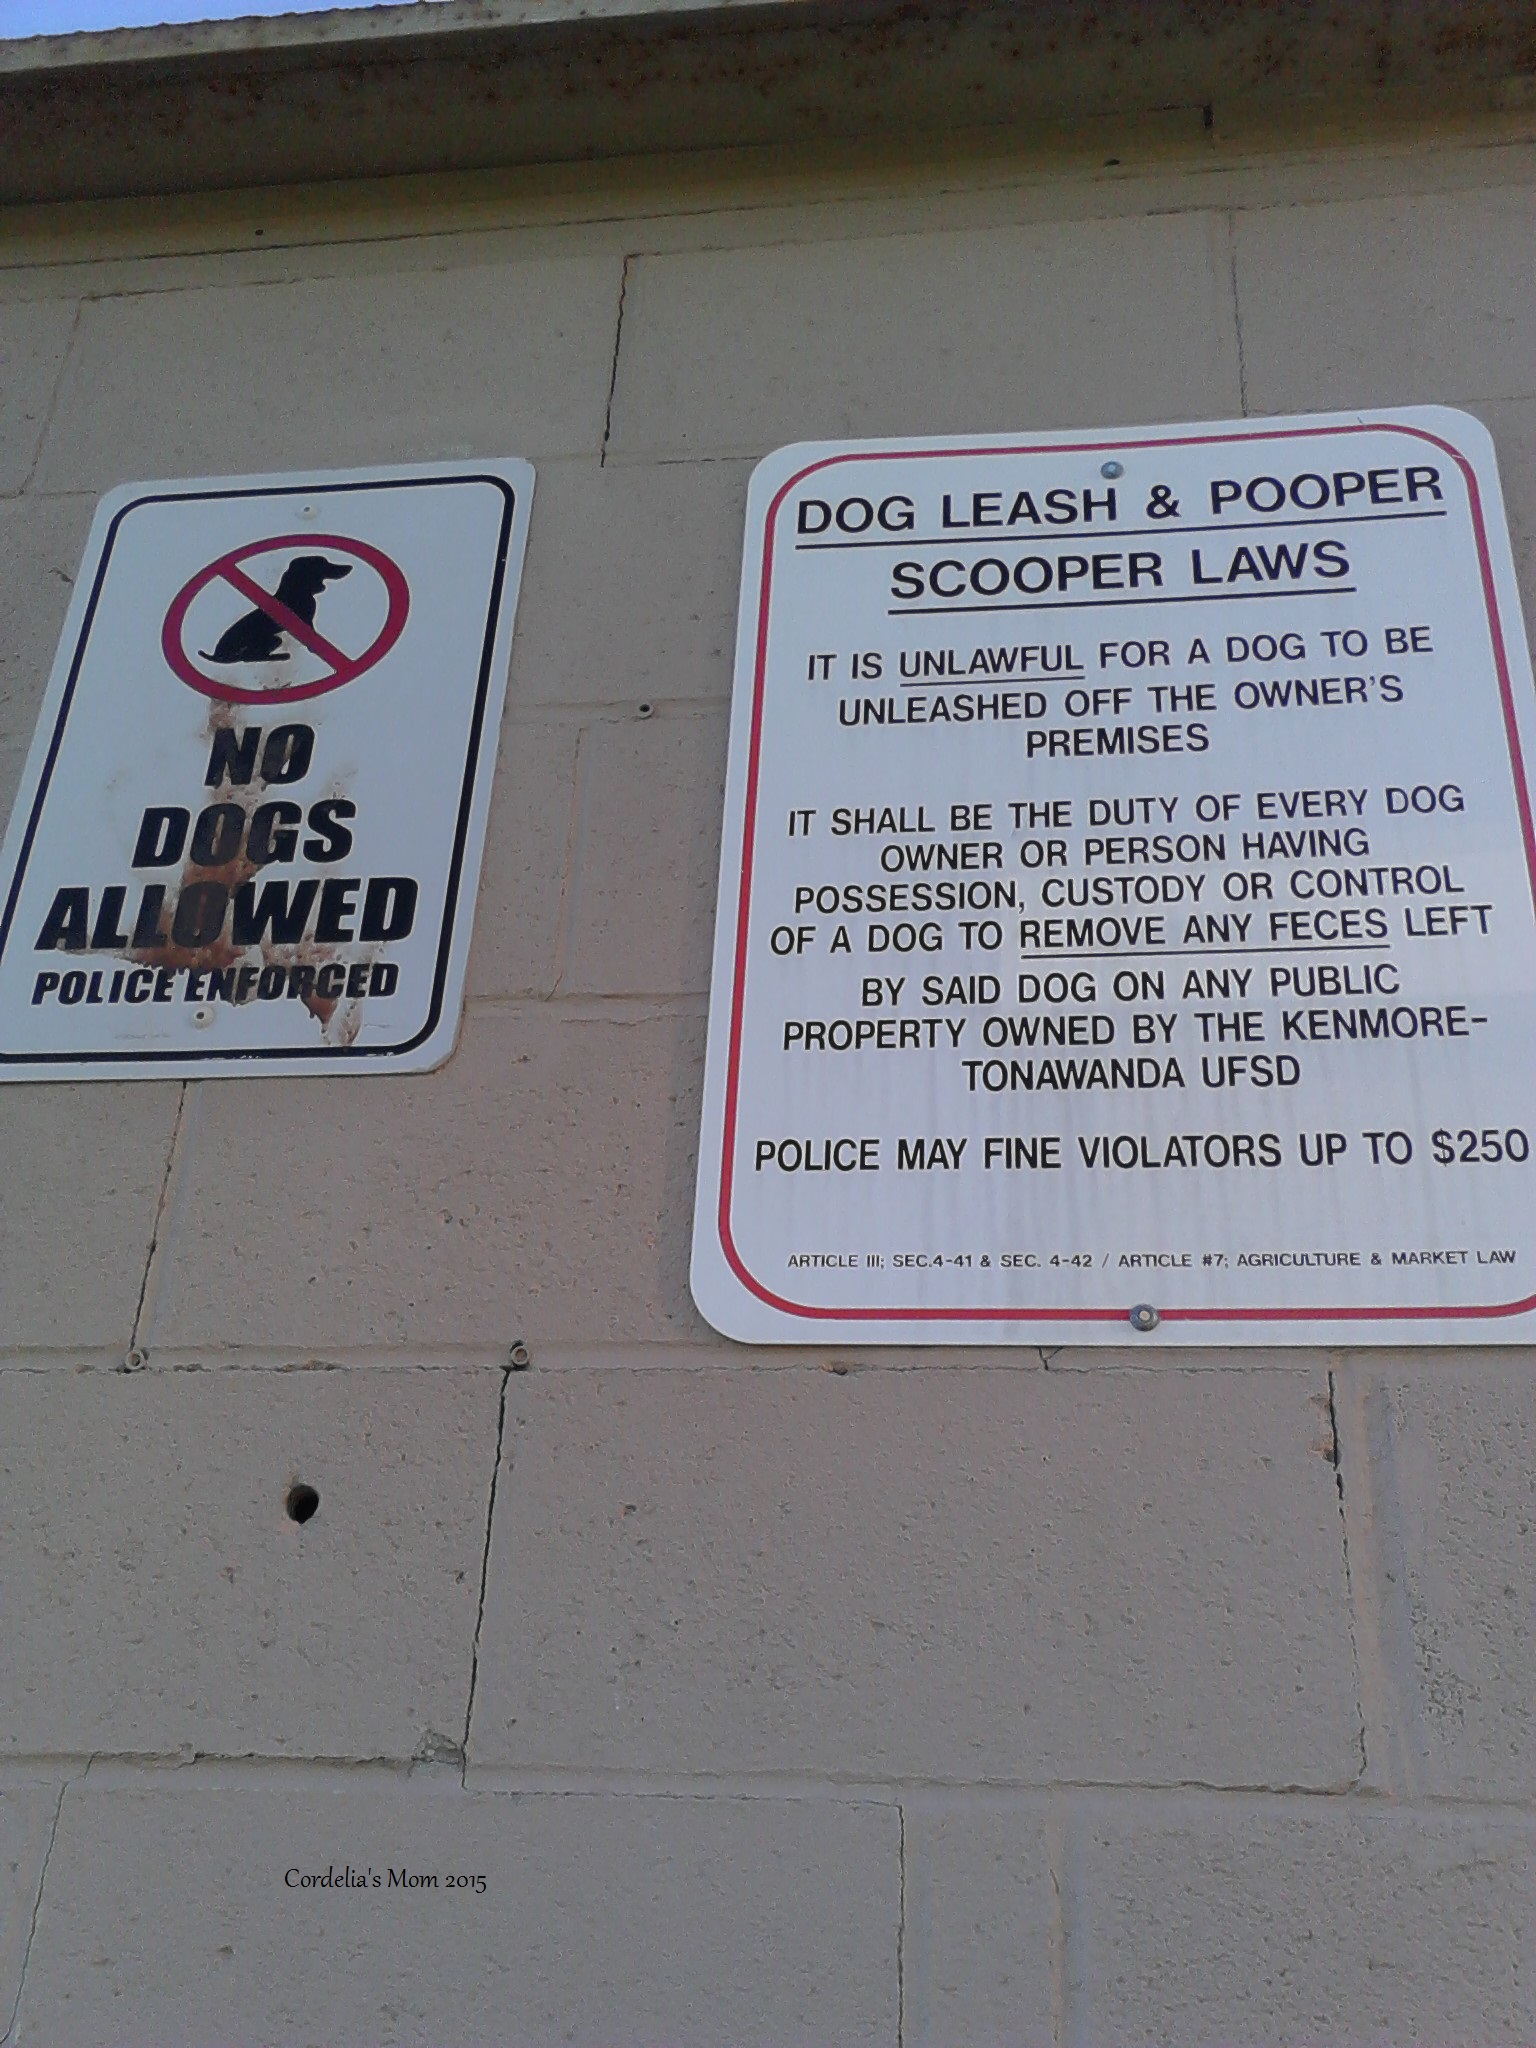 NO
DOGS
ALLOWED
POLICE ENFORCED
DOG LEASH & POOPER
SCOOPER LAWS
IT IS UNLAWFUL FOR A DOG TO BE
UNLEASHED OFF THE OWNER'S
PREMISES
IT SHALL BE THE DUTY OF EVERY DOG
OWNER OR PERSON HAVING
POSSESSION, CUSTODY OR CONTROL
OF A DOG TO REMOVE ANY FECES LEFT
BY SAID DOG ON ANY PUBLIC
PROPERTY OWNED BY THE KENMORE-
TONAWANDA UFSD
POLICE MAY FINE VIOLATORS UP TO $250
ARTICLE III; SEC.4-41 & SEC. 4-42 / ARTICLE #7; AGRICULTURE & MARKET LAW
Cordelia's Mom 2015